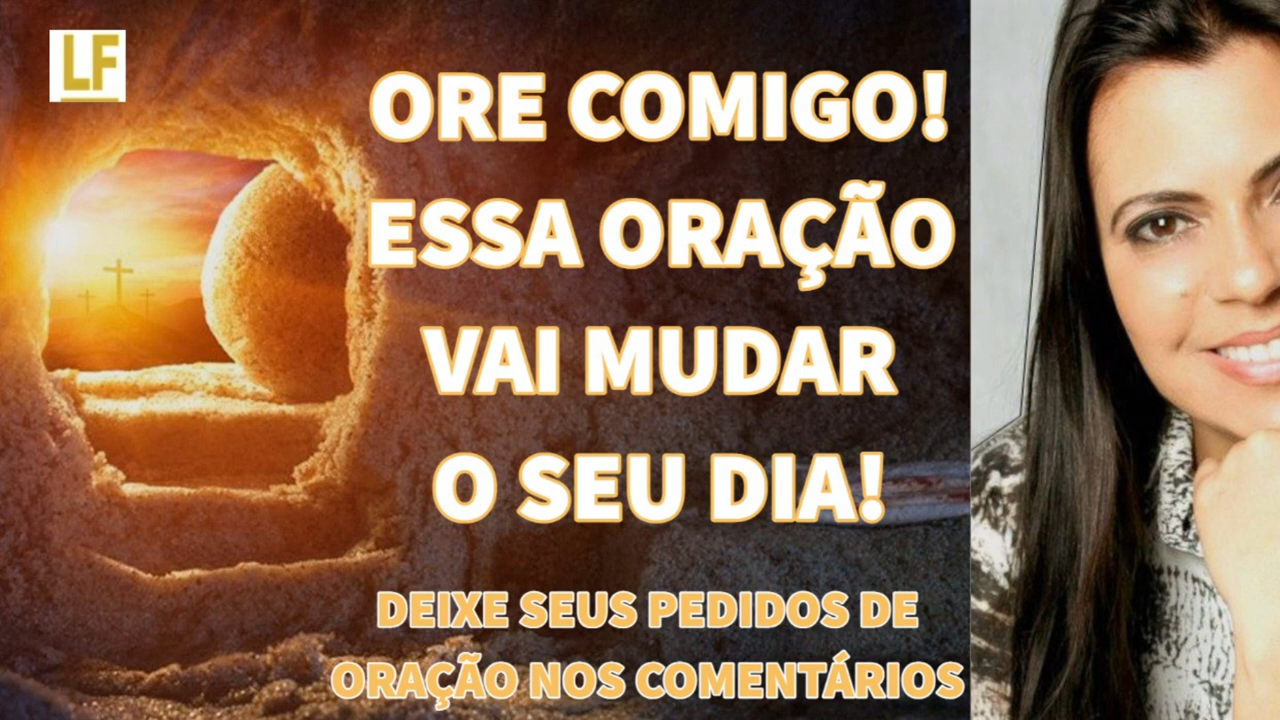 LF
ORE COMIGO!
ESSA ORAÇÃO
VAI MUDAR
O SEU DIA!
DEIXE SEUS PEDIDOS DE
ORAÇÃO NOS COMENTÁRIOS